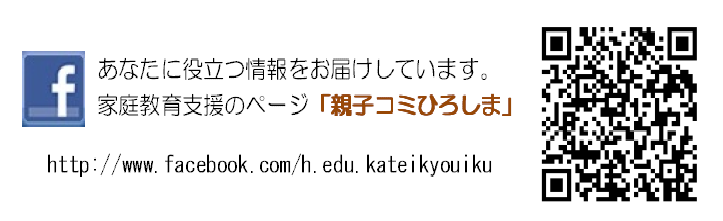 あなたに役立つ情報をお届けしています。
家庭教育支援のページ「親子コミひろしま」
http://www.facebook.com/h.edu.kateikyouiku